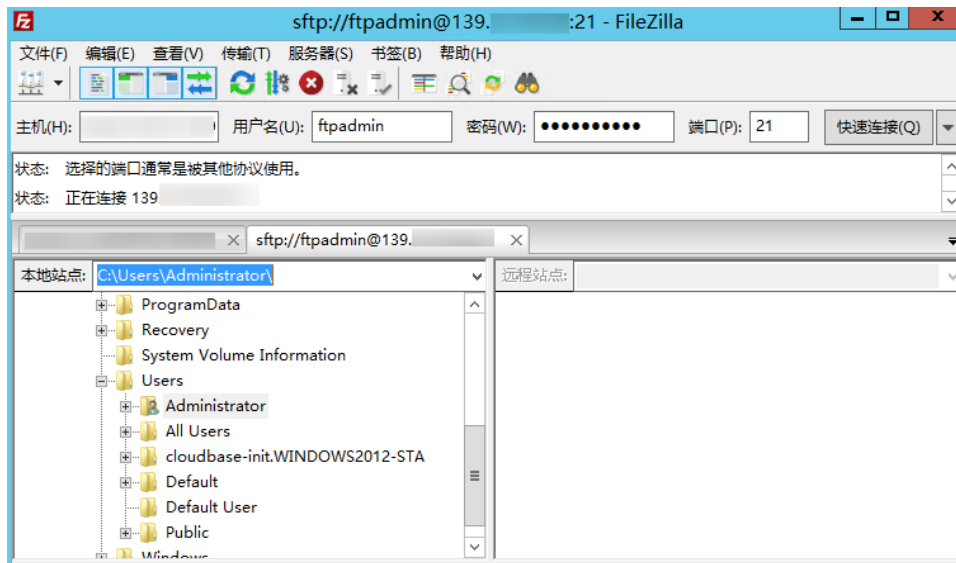 sftp://ftpadmin@139. :21 - FileZilla
文件(F) 编辑(E) 查看(V) 传输(T) 服务器(S) 书签(B) 帮助(H)
主机(H): 用户名(U): ftpadmin 密码(W): ●●●●●●●●●● 端口(P): 21 快速连接(Q)
状态: 选择的端口通常是被其他协议使用。
状态: 正在连接 139
sftp://ftpadmin@139.
本地站点: C:\Users\Administrator\ 远程站点:
ProgramData
Recovery
System Volume Information
Users
Administrator
All Users
cloudbase-init.WINDOWS2012-STA
Default
Default User
Public
Windows